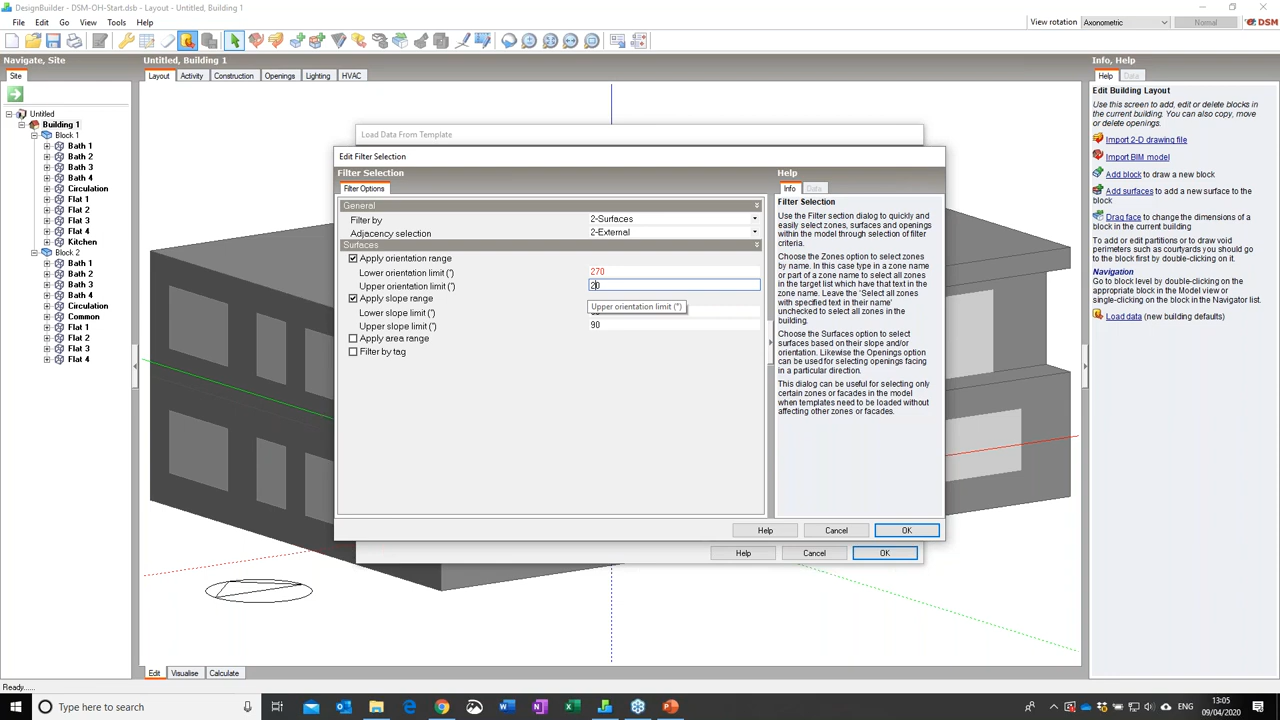 DesignBuilder - DSM-OH-Start.dsb - Layout - Untitled, Building 1
File Edit Go View Tools Help
View rotation Axonometric Normal DSM
Navigate, Site
Untitled, Building 1
Info, Help
Site
Layout Activity Construction Openings Lighting HVAC
Help Data
Untitled
Building 1
Block 1
Bath 1
Bath 2
Bath 3
Bath 4
Circulation
Flat 1
Flat 2
Flat 3
Flat 4
Kitchen
Block 2
Bath 1
Bath 2
Bath 3
Bath 4
Circulation
Common
Flat 1
Flat 2
Flat 3
Flat 4
Load Data From Template
Edit Filter Selection
Filter Selection
Filter Options
General
Filter by 2-Surfaces
Adjacency selection 2-External
Surfaces
Apply orientation range
Lower orientation limit (°) 270
Upper orientation limit (°) 20
Apply slope range
Upper orientation limit (°)
Lower slope limit (°)
Upper slope limit (°) 90
Apply area range
Filter by tag
Help
Info Data
Filter Selection
Use the Filter section dialog to quickly and
easily select zones, surfaces and openings
within the model through selection of filter
criteria.
Choose the Zones option to select zones
by name. In this case type in a zone name
or part of a zone name to select all zones
in the target list which have that text in the
zone name. Leave the 'Select all zones
with specified text in their name'
unchecked to select all zones in the
building.
Choose the Surfaces option to select
surfaces based on their slope and/or
orientation. Likewise the Openings option
can be used for selecting openings facing
in a particular direction.
This dialog can be useful for selecting only
certain zones or facades in the model
when templates need to be loaded without
affecting other zones or facades.
Help Cancel OK
Help Cancel OK
Edit Building Layout
Use this screen to add, edit or delete blocks in
the current building. You can also copy, move
or delete openings.
Import 2-D drawing file
Import BIM model
Add block to draw a new block
Add surfaces to add a new surface to the
block
Drag face to change the dimensions of a
block in the current building
To add or edit partitions or to draw void
perimeters such as courtyards you should go
to the block first by double-clicking on it.
Navigation
Go to block level by double-clicking on the
appropriate block in the Model view or
single-clicking on the block in the Navigator list.
Load data (new building defaults)
Edit Visualise Calculate
Ready.....
Type here to search
ENG
13:05
09/04/2020